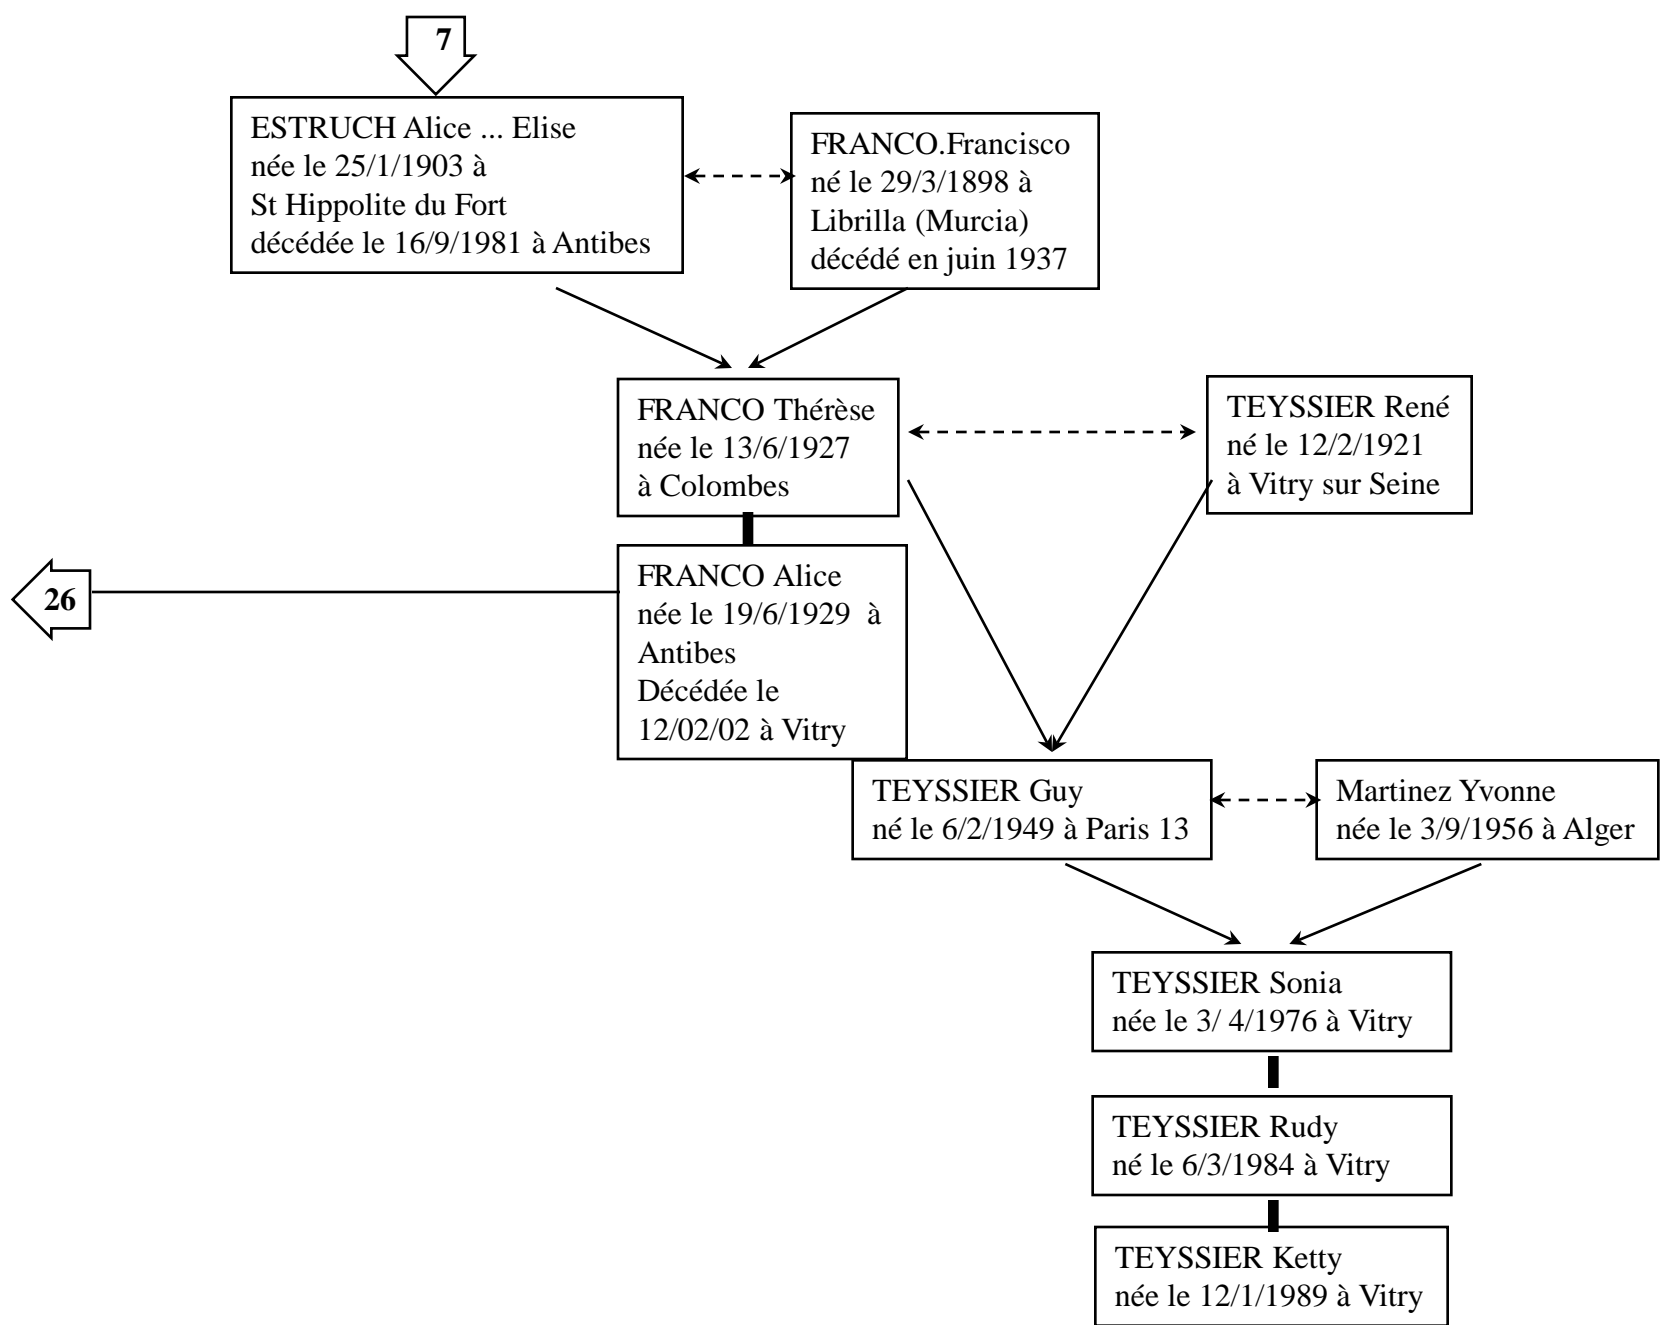 7
ESTRUCH Alice ... Elise
née le 25/1/1903 à
St Hippolite du Fort
décédée le 16/9/1981 à Antibes
FRANCO.Francisco
né le 29/3/1898 à
Librilla (Murcia)
décédé en juin 1937
FRANCO Thérèse
née le 13/6/1927
à Colombes
TEYSSIER René
né le 12/2/1921
à Vitry sur Seine
26
FRANCO Alice
née le 19/6/1929  à
Antibes
Décédée le
12/02/02 à Vitry
TEYSSIER Guy
né le 6/2/1949 à Paris 13
Martinez Yvonne
née le 3/9/1956 à Alger
TEYSSIER Sonia
née le 3/ 4/1976 à Vitry
TEYSSIER Rudy
né le 6/3/1984 à Vitry
TEYSSIER Ketty
née le 12/1/1989 à Vitry